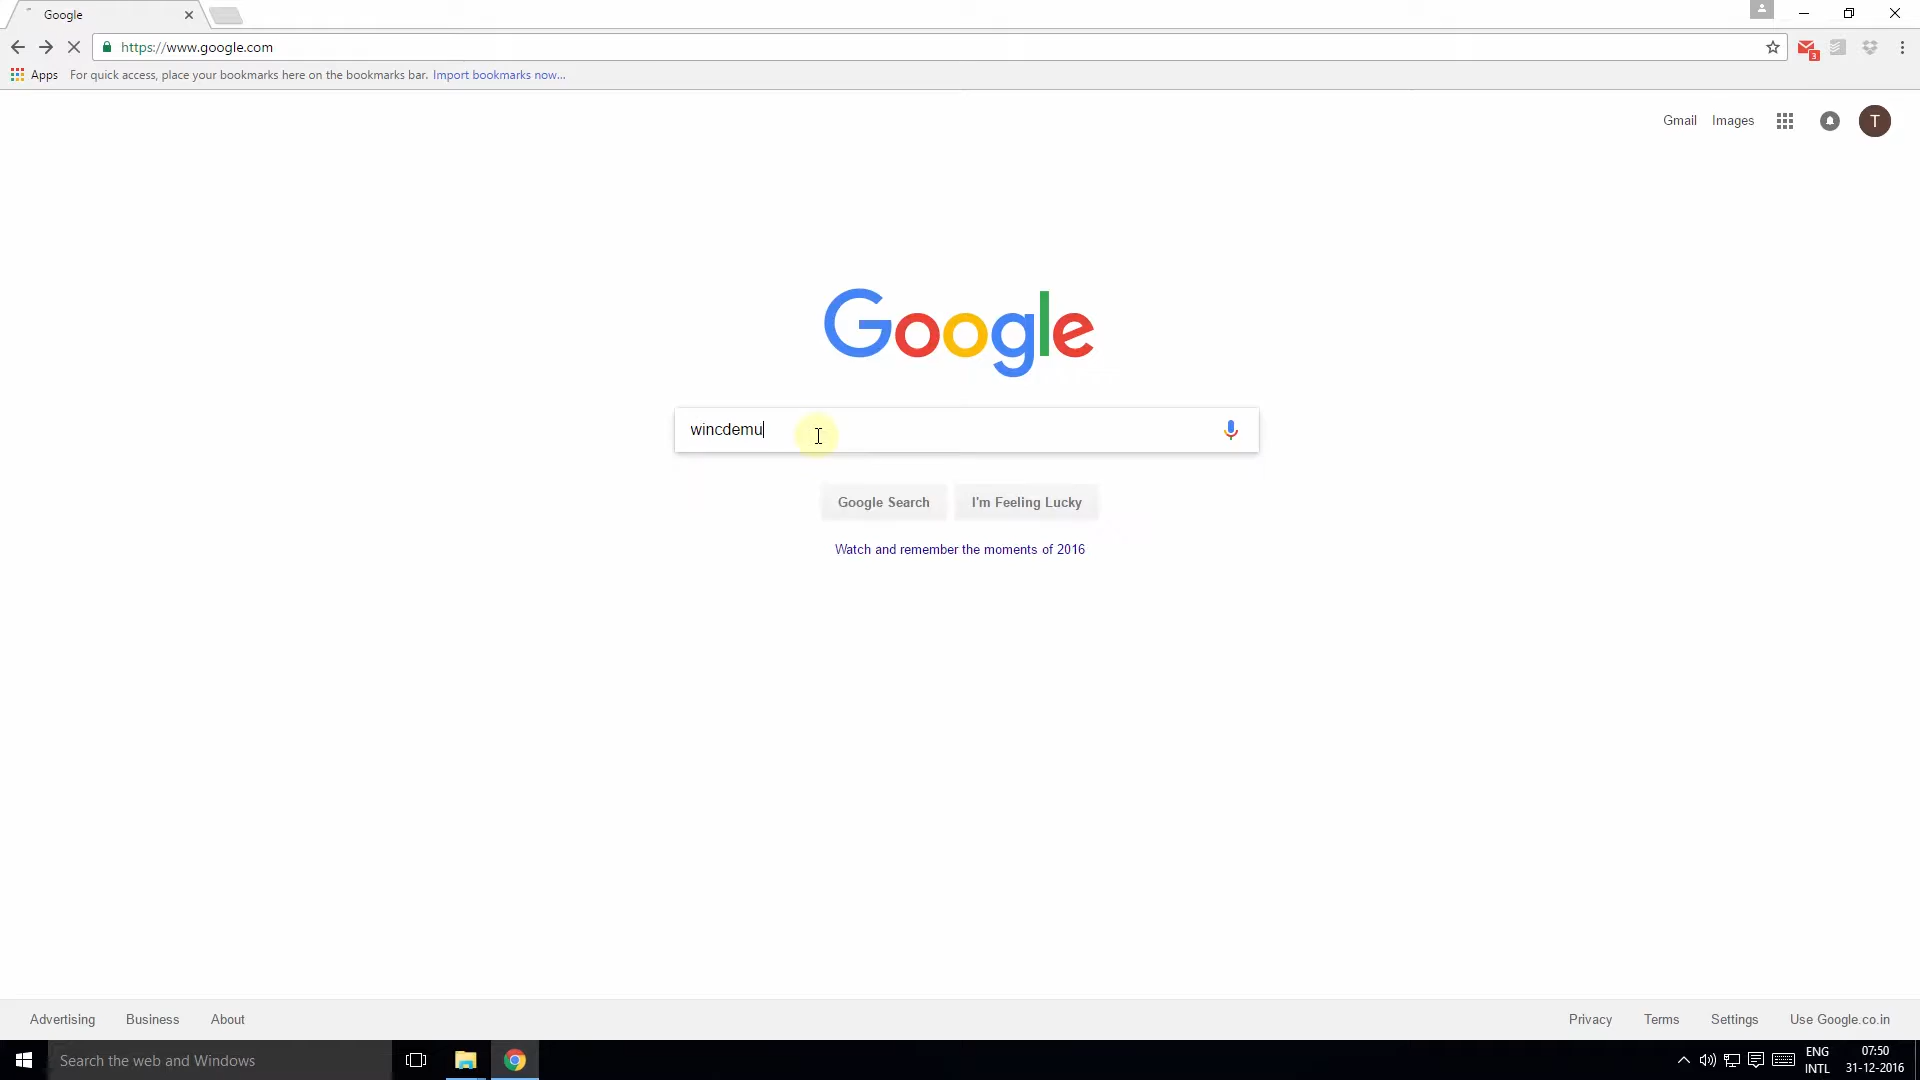 Google
https://www.google.com
3
Apps For quick access, place your bookmarks here on the bookmarks bar. Import bookmarks now...
Gmail Images T
Google
wincdemu
Google Search I'm Feeling Lucky
Watch and remember the moments of 2016
Advertising Business About Privacy Terms Settings Use Google.co.in
Search the web and Windows
ENG 07:50
INTL 31-12-2016